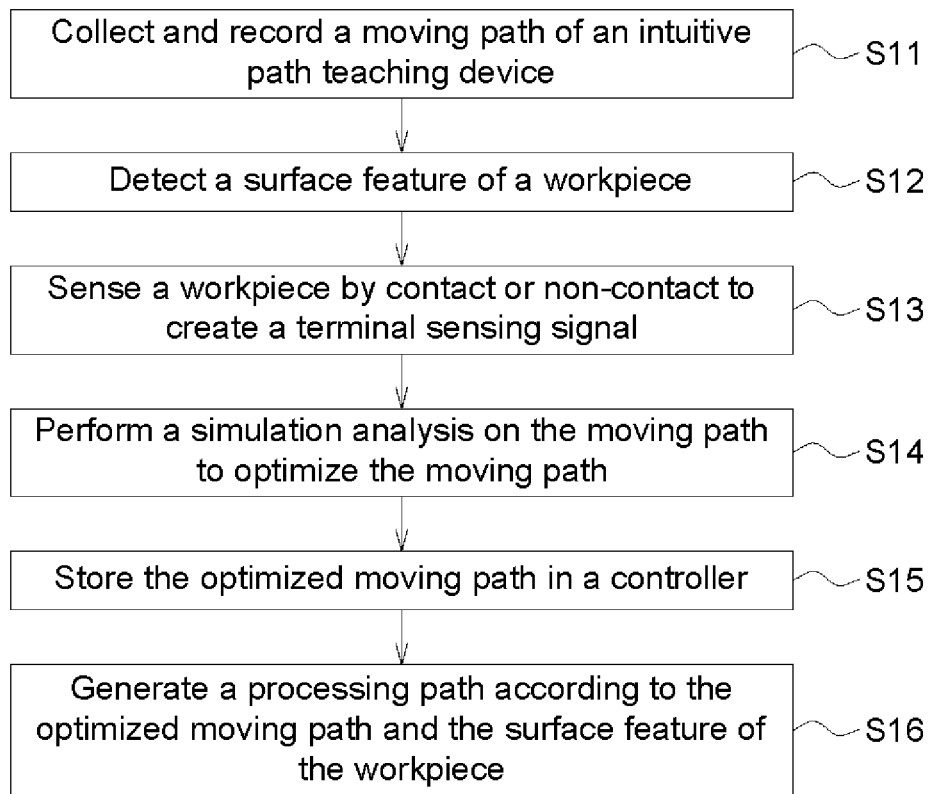 Collect and record a moving path of an intuitive
path teaching device
S11
Detect a surface feature of a workpiece
S12
Sense a workpiece by contact or non-contact to
create a terminal sensing signal
S13
Perform a simulation analysis on the moving path
to optimize the moving path
S14
Store the optimized moving path in a controller
S15
Generate a processing path according to the
optimized moving path and the surface feature of
the workpiece
S16